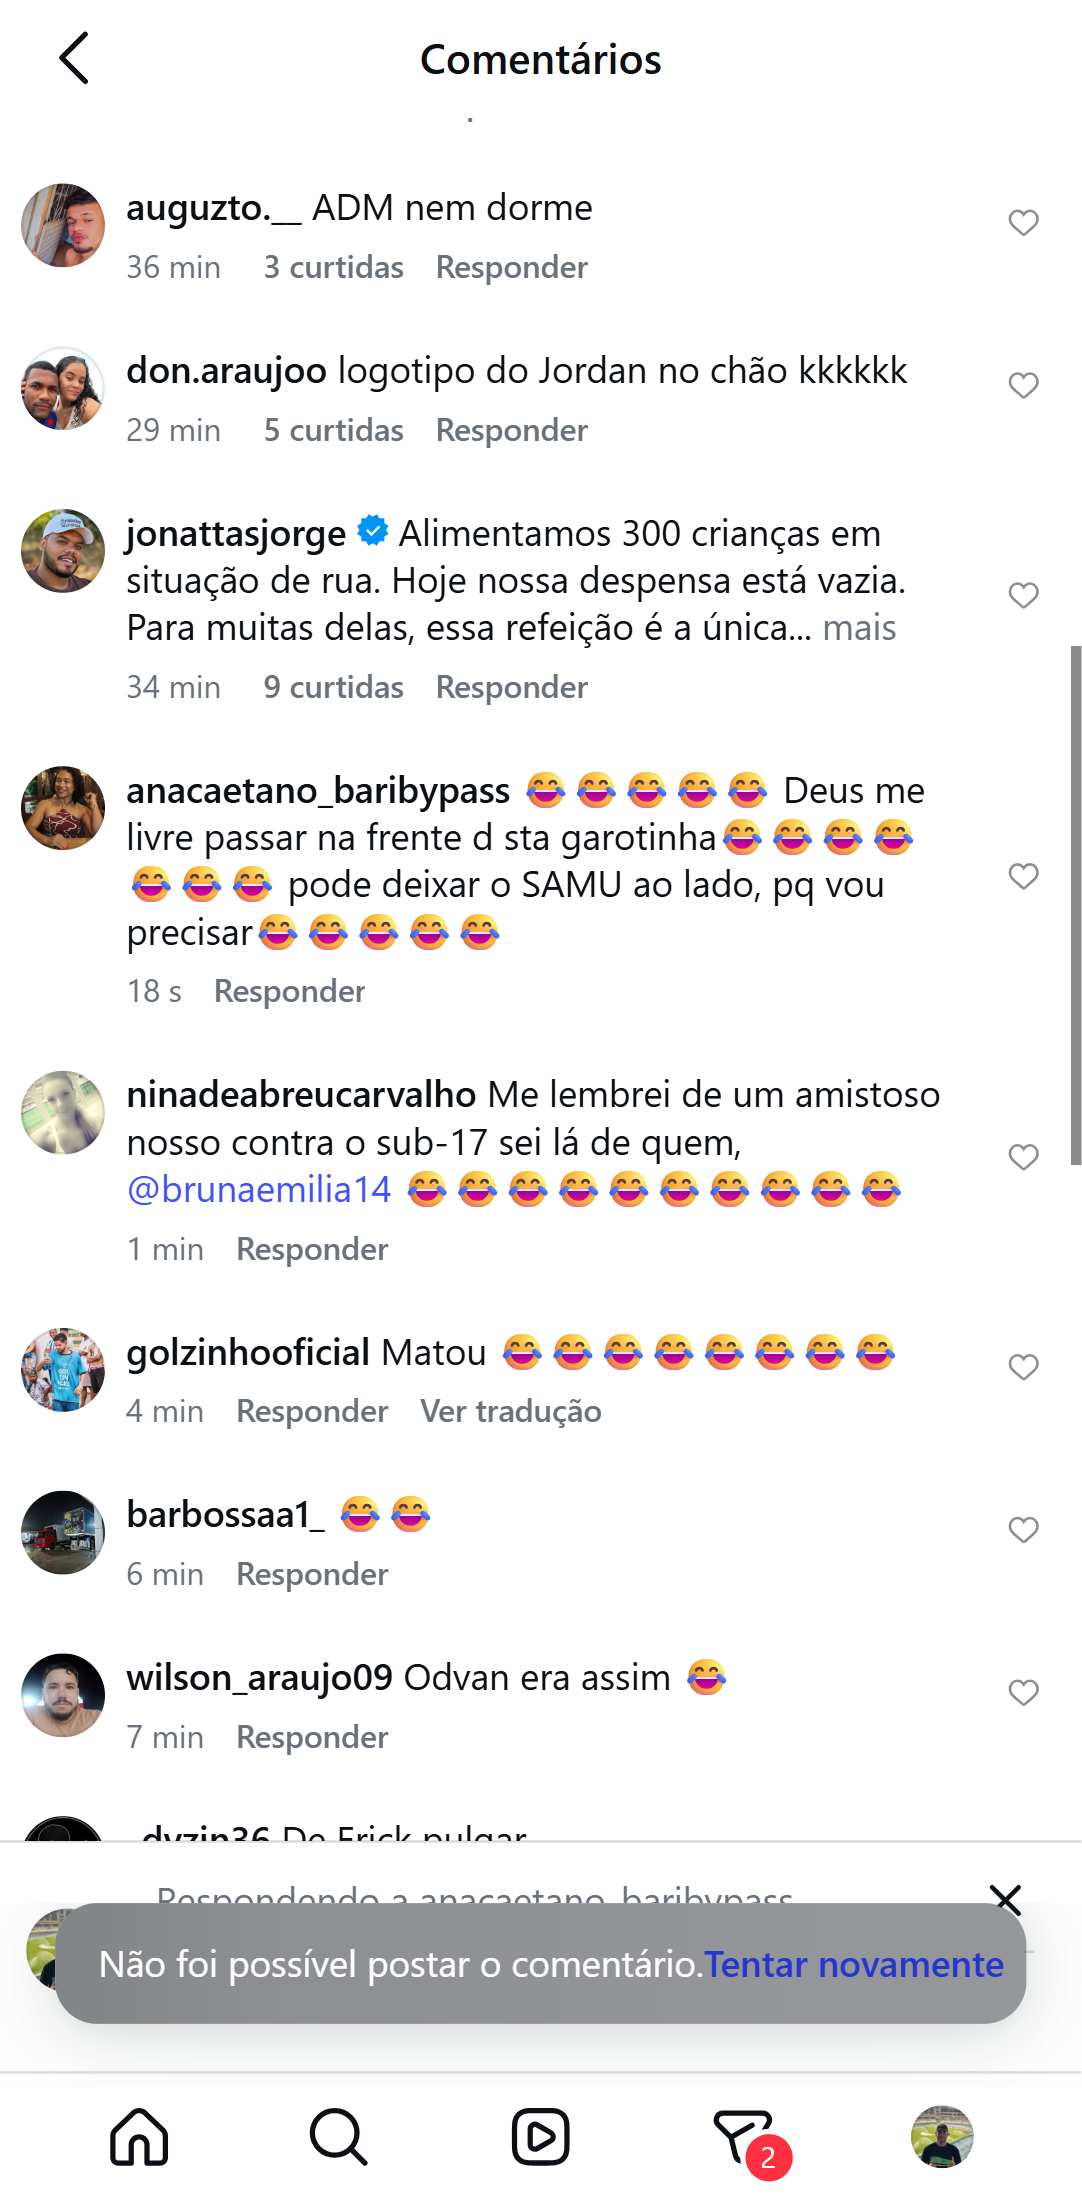 Comentários
auguzto.__ ADM nem dorme
36 min 3 curtidas Responder
don.araujoo logotipo do Jordan no chão kkkkkk
29 min 5 curtidas Responder
jonattasjorge Alimentamos 300 crianças em
situação de rua. Hoje nossa despensa está vazia.
Para muitas delas, essa refeição é a única... mais
34 min 9 curtidas Responder
anacaetano_baribypass 😂😂😂😂😂 Deus me
livre passar na frente d sta garotinha😂😂😂😂
😂😂😂 pode deixar o SAMU ao lado, pq vou
precisar😂😂😂😂😂
18 s Responder
ninadeabreucarvalho Me lembrei de um amistoso
nosso contra o sub-17 sei lá de quem,
@brunaemilia14 😂😂😂😂😂😂😂😂😂😂
1 min Responder
golzinhooficial Matou 😂😂😂😂😂😂😂😂
4 min Responder Ver tradução
barbossaa1_ 😂😂
6 min Responder
wilson_araujo09 Odvan era assim 😂
7 min Responder
_dyzin36 De Erick pulgar
Respondendo a anacaetano_baribypass
Não foi possível postar o comentário.Tentar novamente
2